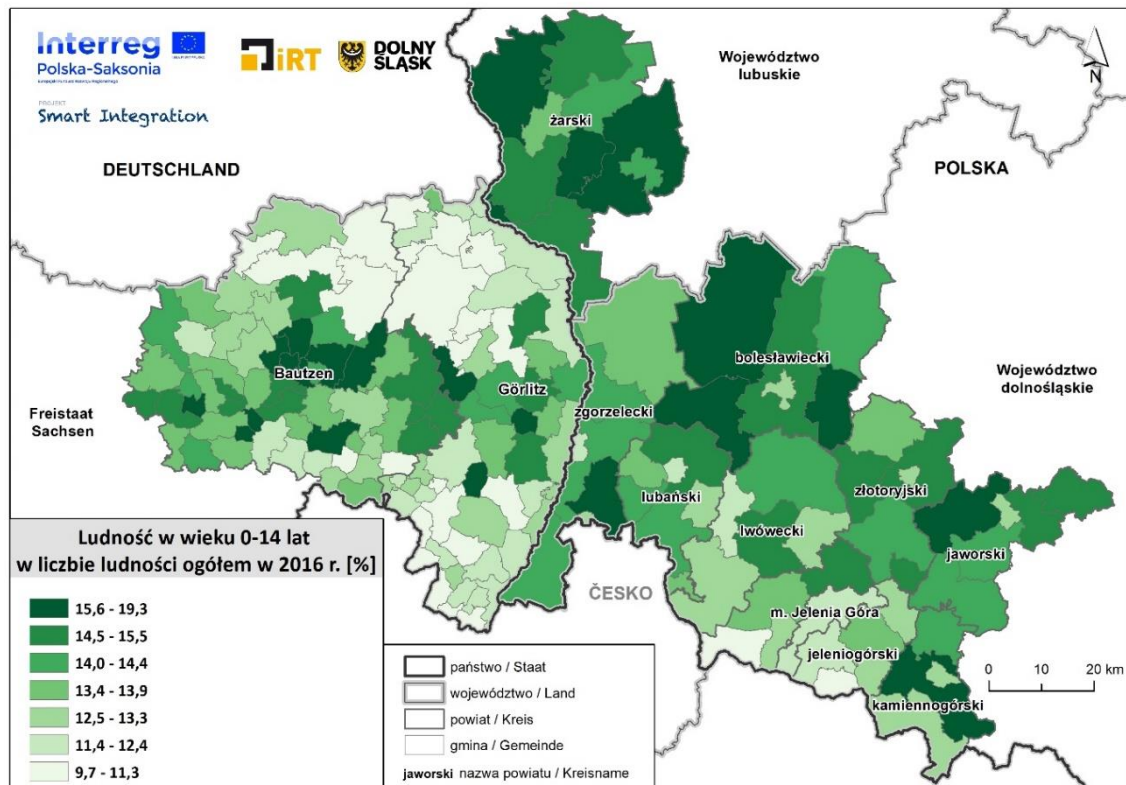 Interreg
Polska-Saksonia
PROJEKT
Smart Integration
iRT
DOLNY
ŚLĄSK
Województwo
lubuskie
N
DEUTSCHLAND
POLSKA
żarski
bolesławiecki
Województwo
dolnośląskie
Bautzen
Görlitz
zgorzelecki
Freistaat
Sachsen
lubański
złotoryjski
lwówecki
jaworski
ČESKO
m. Jelenia Góra
jeleniogórski
kamiennogórski
0 10 20 km
Ludność w wieku 0-14 lat
w liczbie ludności ogółem w 2016 r. [%]
15,6 - 19,3
14,5 - 15,5
14,0 - 14,4
13,4 - 13,9
12,5 - 13,3
11,4 - 12,4
9,7 - 11,3
państwo / Staat
województwo / Land
powiat / Kreis
gmina / Gemeinde
jaworski nazwa powiatu / Kreisname